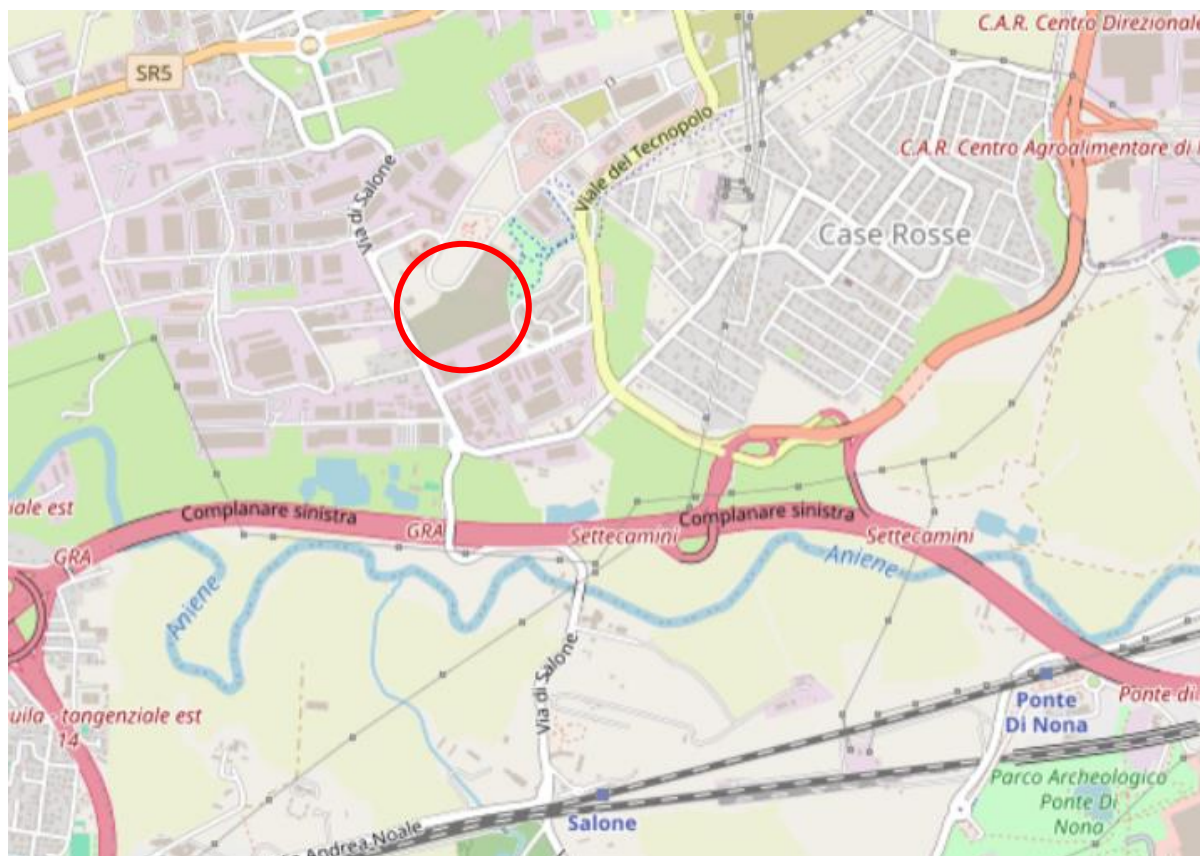 C.A.R. Centro Direzionale
SR5
Viale del Tecnopolo
C.A.R. Centro Agroalimentare di
Via di Salone
Case Rosse
iale est
Complanare sinistra
GRA
Settecamini
Complanare sinistra
Settecamini
GRA
Aniene
Aniene
Via di Salone
uila - tangenziale est
14
Ponte
Di Nona
Ponte di
Parco Archeologico
Ponte Di
Nona
Salone
Andrea Noale